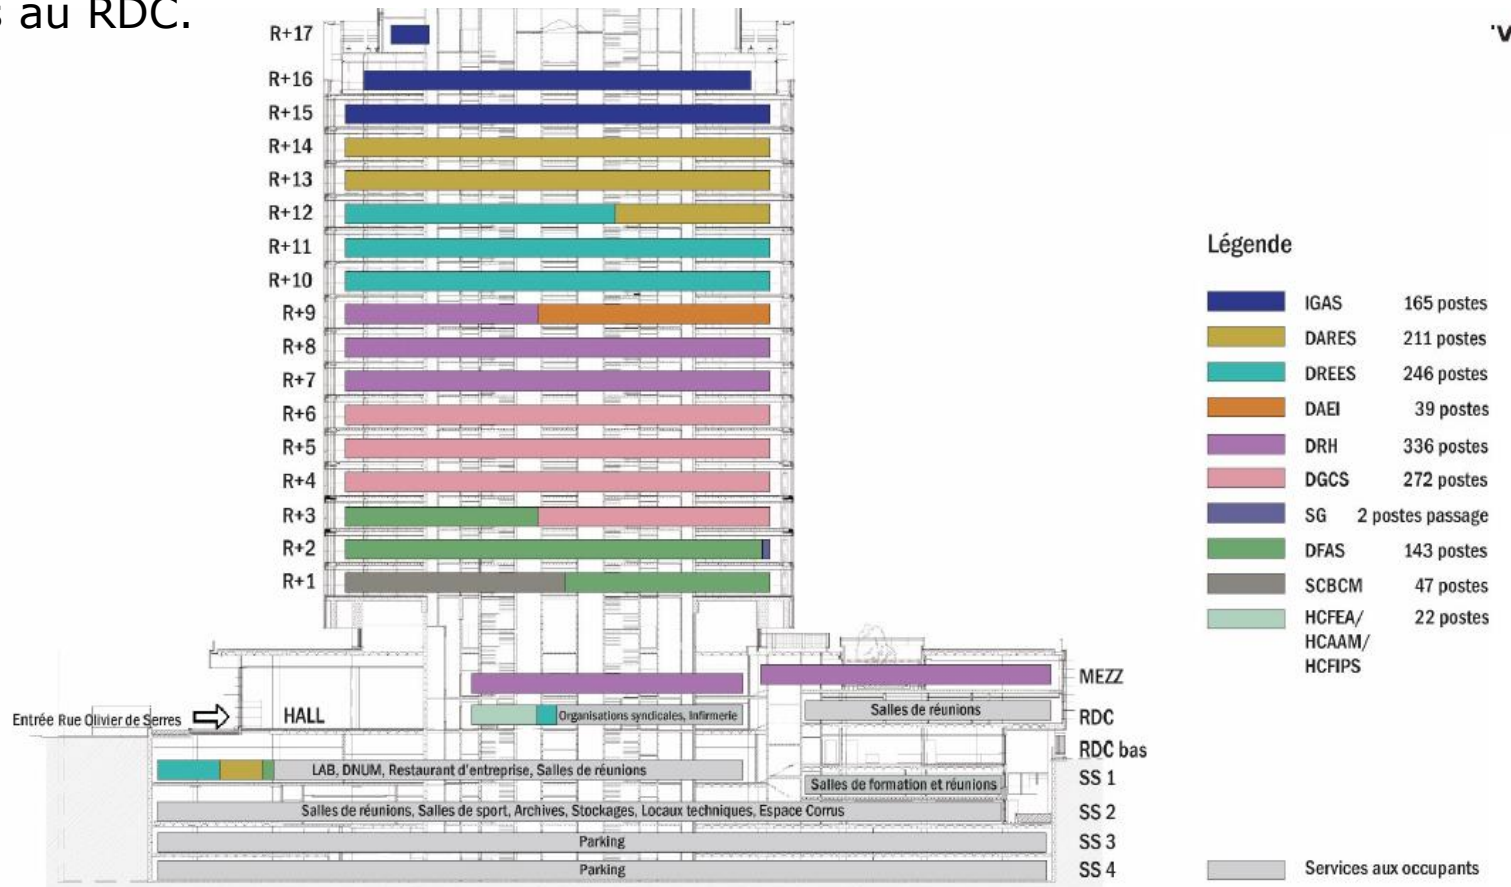 au RDC.
R+17
R+16
R+15
R+14
R+13
R+12
R+11
R+10
R+9
R+8
R+7
R+6
R+5
R+4
R+3
R+2
R+1
MEZZ
Entrée Rue Olivier de Serres
HALL
Organisations syndicales, Infirmerie
Salles de réunions
RDC
RDC bas
LAB, DNUM, Restaurant d'entreprise, Salles de réunions
Salles de formation et réunions
SS 1
Salles de réunions, Salles de sport, Archives, Stockages, Locaux techniques, Espace Corrus
SS 2
Parking
SS 3
Parking
SS 4
Légende
IGAS 165 postes
DARES 211 postes
DREES 246 postes
DAEI 39 postes
DRH 336 postes
DGCS 272 postes
SG 2 postes passage
DFAS 143 postes
SCBCM 47 postes
HCFEA/ 22 postes
HCAAM/
HCFIPS
Services aux occupants